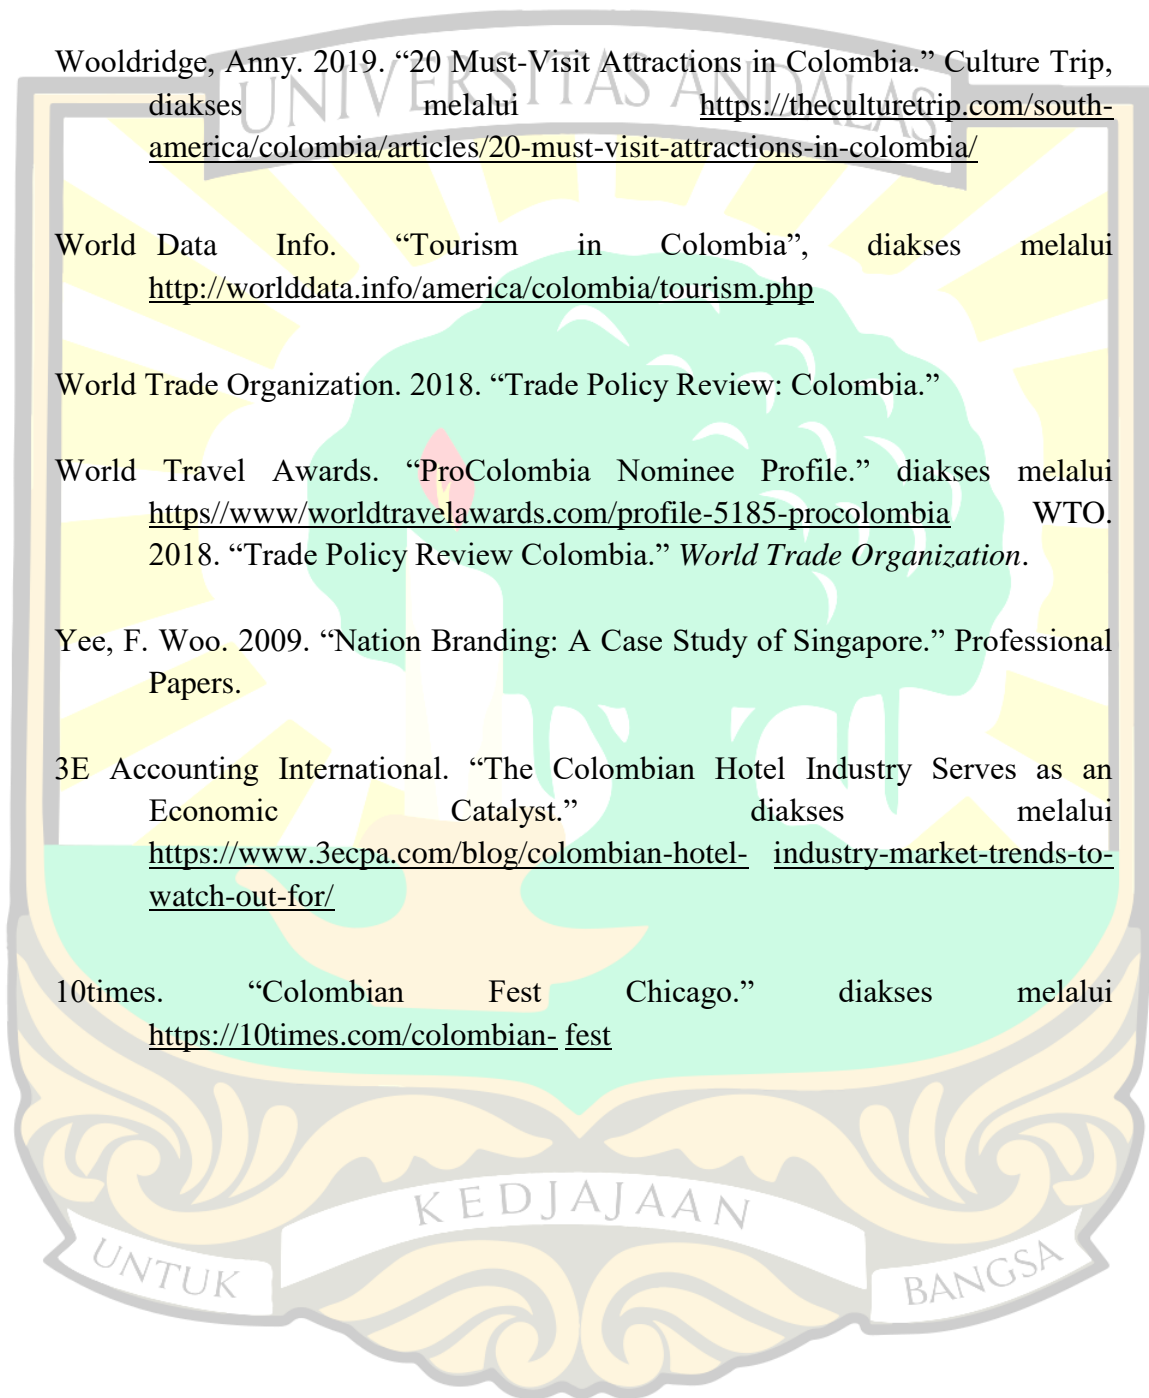 UNIVERSITAS ANDALAS
Wooldridge, Anny. 2019. “20 Must-Visit Attractions in Colombia.” Culture Trip,
diakses melalui https://theculturetrip.com/south-
america/colombia/articles/20-must-visit-attractions-in-colombia/
World Data Info. “Tourism in Colombia”, diakses melalui
http://worlddata.info/america/colombia/tourism.php
World Trade Organization. 2018. “Trade Policy Review: Colombia.”
World Travel Awards. “ProColombia Nominee Profile.” diakses melalui
https//www/worldtravelawards.com/profile-5185-procolombia WTO.
2018. “Trade Policy Review Colombia.” World Trade Organization.
Yee, F. Woo. 2009. “Nation Branding: A Case Study of Singapore.” Professional
Papers.
3E Accounting International. “The Colombian Hotel Industry Serves as an
Economic Catalyst.” diakses melalui
https://www.3ecpa.com/blog/colombian-hotel- industry-market-trends-to-
watch-out-for/
10times. “Colombian Fest Chicago.” diakses melalui
https://10times.com/colombian- fest
UNTUK KEDJAJAAN BANGSA